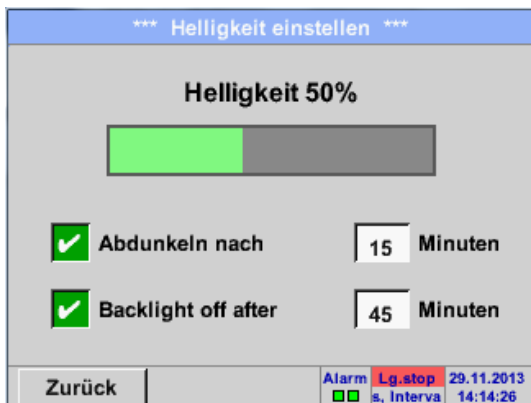 *** Helligkeit einstellen ***
Helligkeit 50%
Abdunkeln nach 15 Minuten
Backlight off after 45 Minuten
Zurück
Alarm Lg.stop 29.11.2013
s, Interva 14:14:26